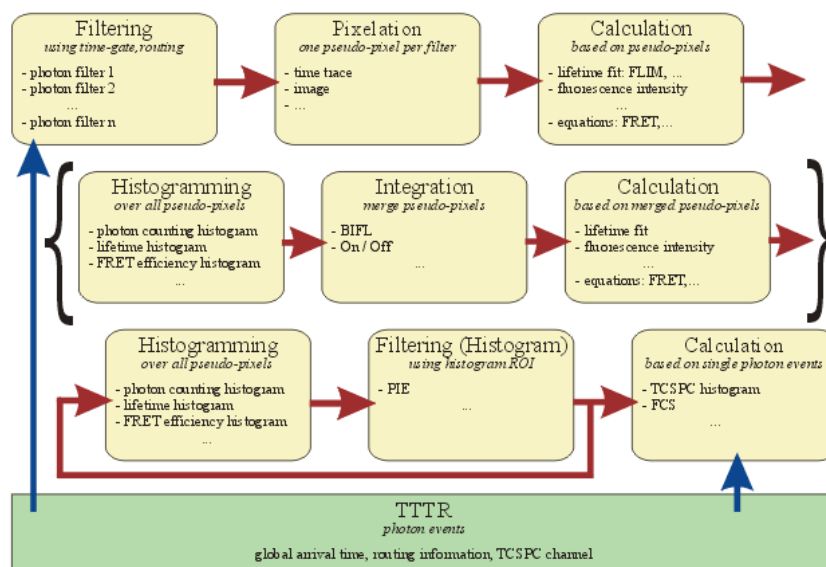 Filtering
using time-gate,routing
- photon filter 1
- photon filter 2
...
- photon filter n
Pixelation
one pseudo-pixel per filter
- time trace
- image
- ...
Calculation
based on pseudo-pixels
- lifetime fit: FLIM, ...
- fluorescence intensity
...
- equations: FRET,...
Histogramming
over all pseudo-pixels
- photon counting histogram
- lifetime histogram
- FRET efficiency histogram
...
Integration
merge pseudo-pixels
- BIFL
- On / Off
...
Calculation
based on merged pseudo-pixels
- lifetime fit
- fluorescence intensity
...
- equations: FRET,...
Histogramming
over all pseudo-pixels
- photon counting histogram
- lifetime histogram
- FRET efficiency histogram
...
Filtering (Histogram)
using histogram ROI
- PIE
...
Calculation
based on single photon events
- TCSPC histogram
- FCS
...
TTTR
photon events
global arrival time, routing information, TCSPC channel